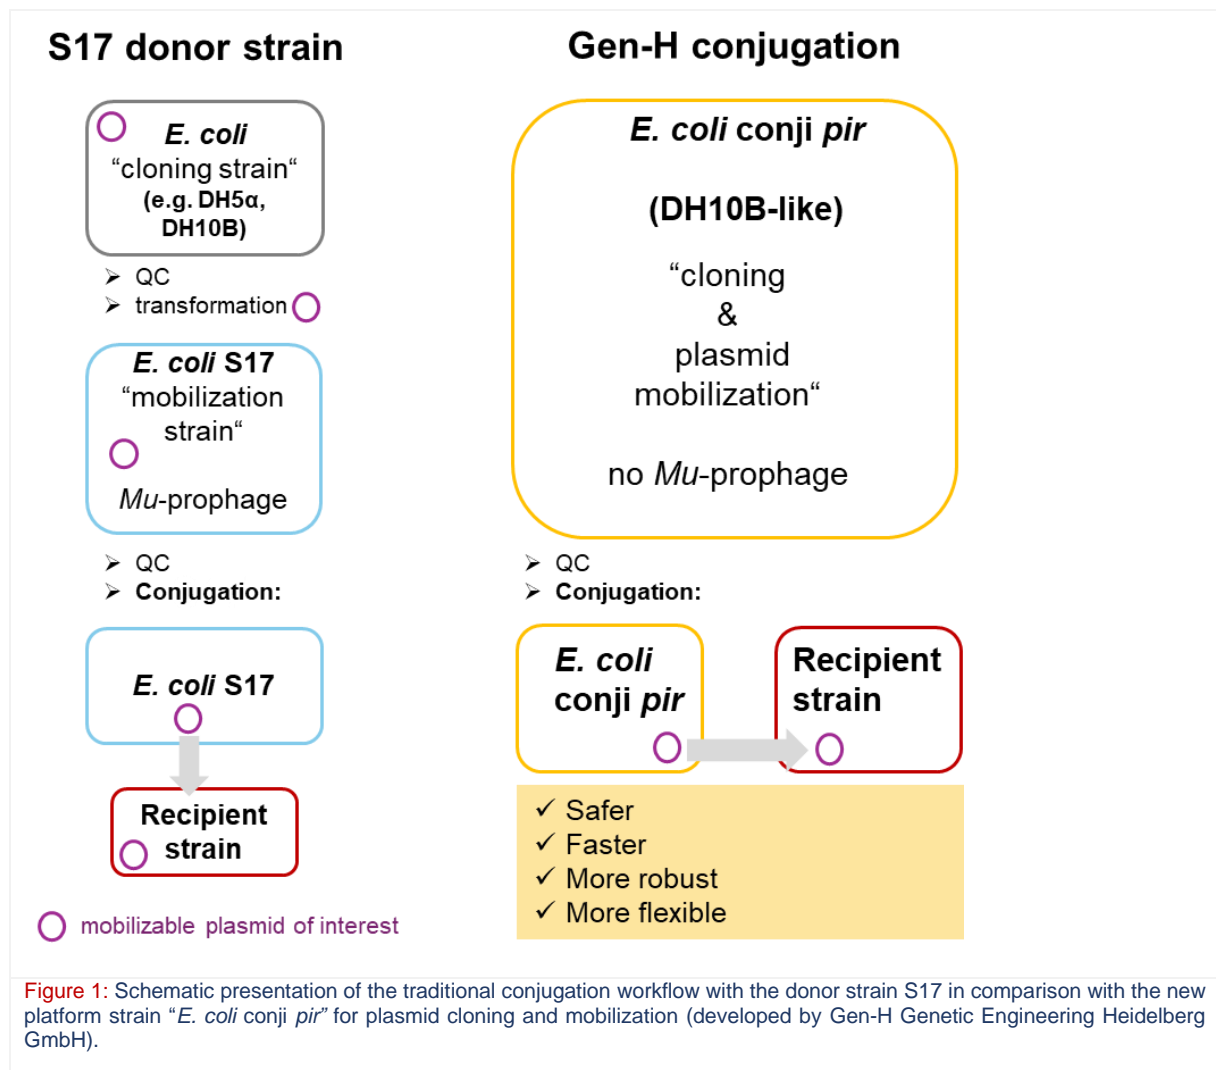 S17 donor strain
E. coli
“cloning strain“
(e.g. DH5α,
DH10B)
➢ QC
➢ transformation
E. coli S17
“mobilization
strain“
Mu-prophage
➢ QC
➢ Conjugation:
E. coli S17
Recipient
strain
mobilizable plasmid of interest
Gen-H conjugation
E. coli conji pir
(DH10B-like)
“cloning
&
plasmid
mobilization“
no Mu-prophage
➢ QC
➢ Conjugation:
E. coli
conji pir
Recipient
strain
✓ Safer
✓ Faster
✓ More robust
✓ More flexible
Figure 1: Schematic presentation of the traditional conjugation workflow with the donor strain S17 in comparison with the new
platform strain “E. coli conji pir” for plasmid cloning and mobilization (developed by Gen-H Genetic Engineering Heidelberg
GmbH).